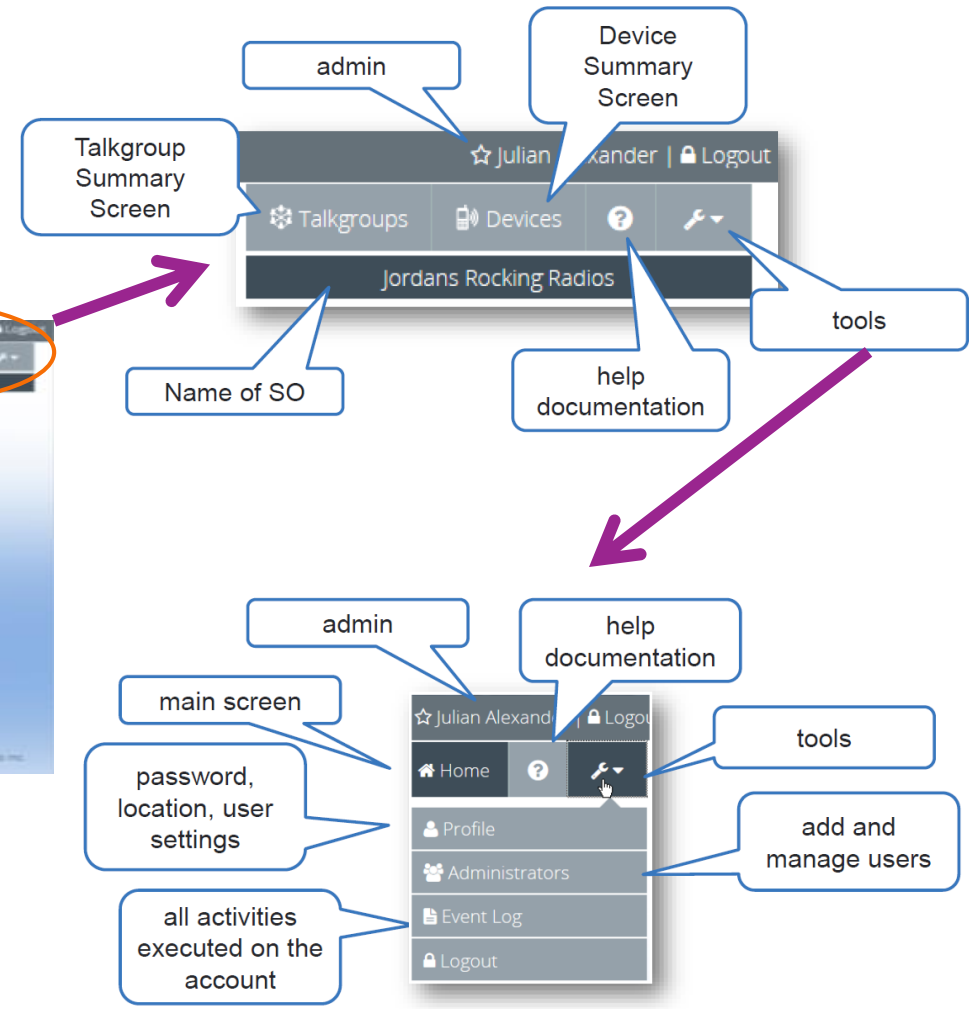 Device
Summary
Screen
admin
Talkgroup
Summary
Screen
Julian xander | Logout
Talkgroups Devices ?
Jordans Rocking Radios
Logout
tools
Name of SO
help
documentation
admin
help
documentation
main screen
Julian Alexand | Logou
tools
Home ?
password,
location, user
settings
Profile
add and
manage users
Administrators
all activities
executed on the
account
Event Log
Logout